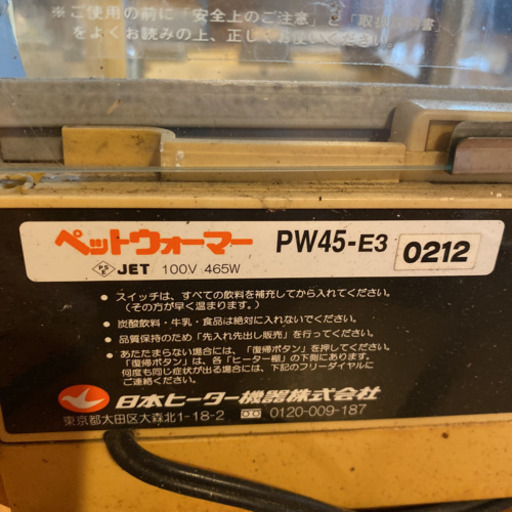 ※ご使用の前に「安全上のご注意」と「取扱説明書」
をよくお読みの上、正しくお使いください。
ペットウォーマー PW45-E3 0212
PSE JET 100V 465W
● スイッチは、すべての飲料を補充してから入れてください。
(その方が早く温まります。)
● 炭酸飲料・牛乳・食品は絶対に入れないでください。
● 品質保持のため「先入れ先出し販売」を行ってください。
● あたたまらない場合には、「復帰ボタン」を押してください。
「復帰ボタン」は、各「ヒーター棚」の下側にあります。
何度も同じ症状が出る場合には、下記のフリーダイヤルに
ご連絡ください。
日本ヒーター機器株式会社
東京都大田区大森北1-18-2 0120-009-187